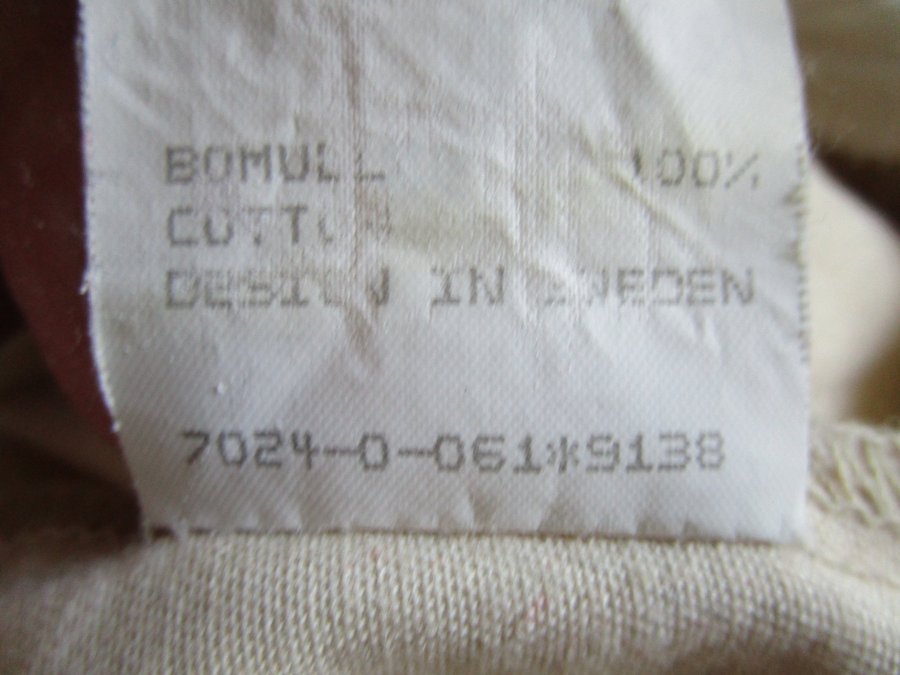 BOMULL 100%
COTTON
DESIGN IN SWEDEN
7024-0-061*9138